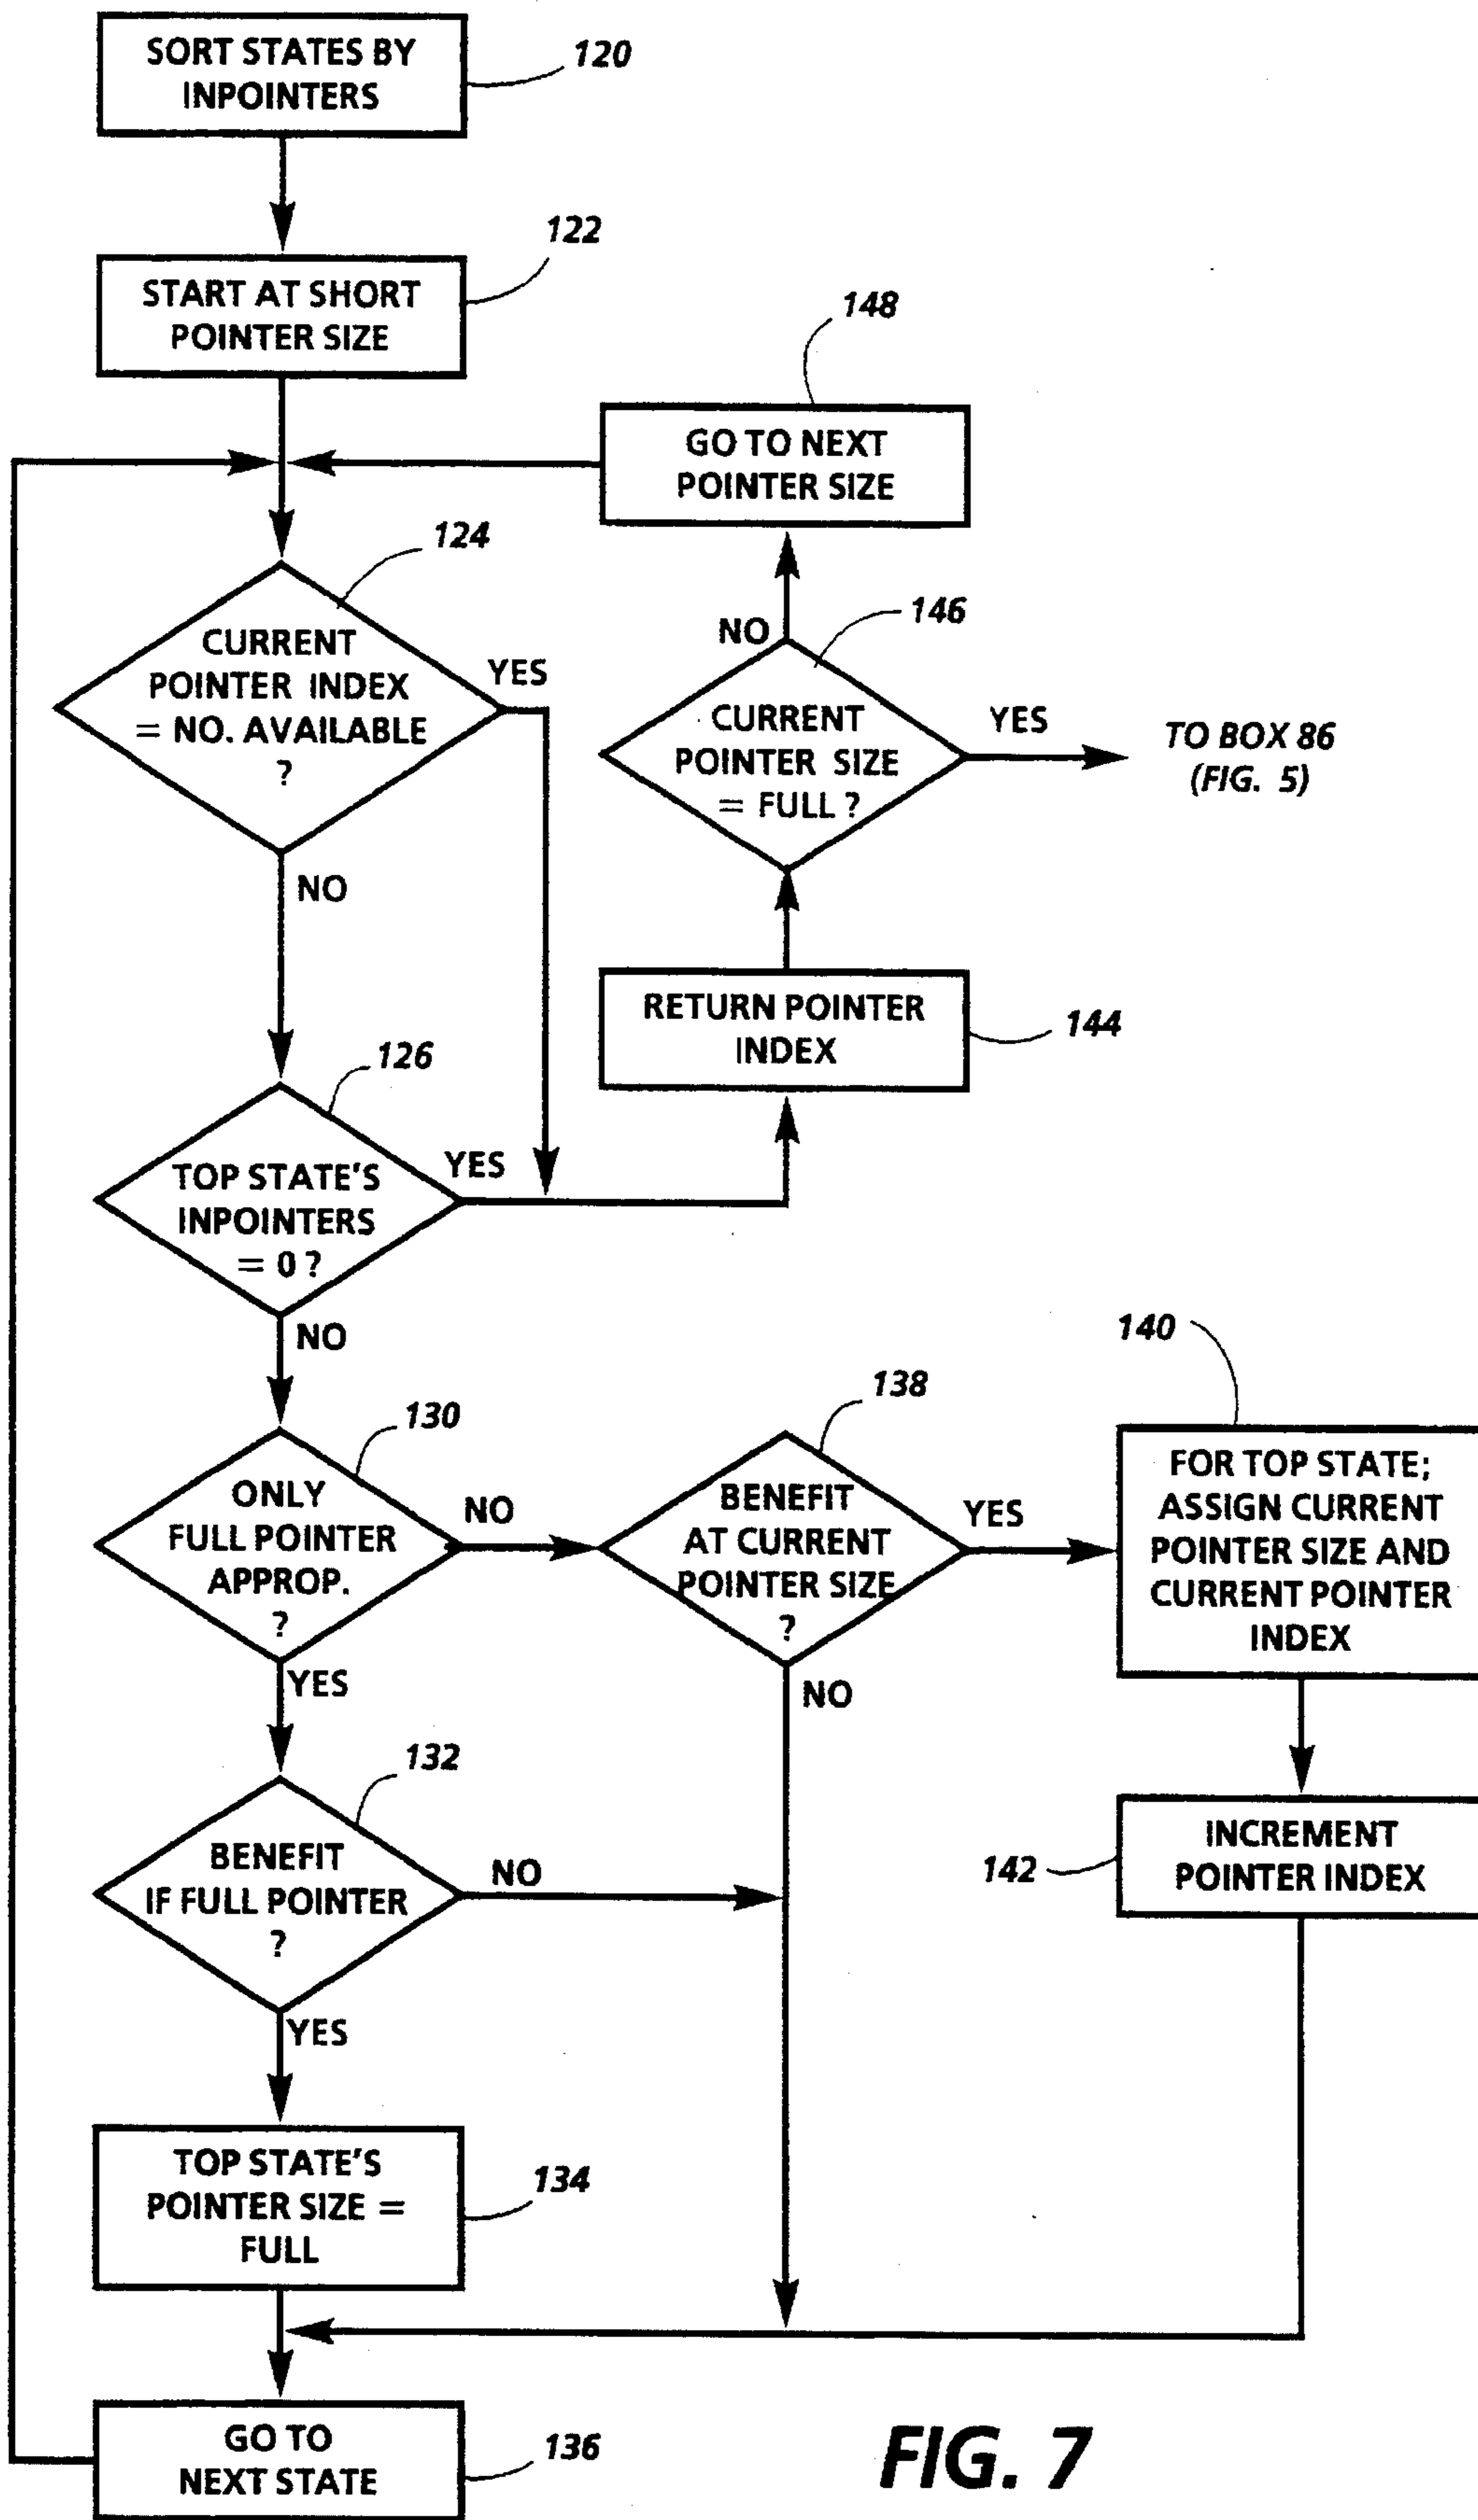 SORT STATES BY
INPOINTERS
120
START AT SHORT
POINTER SIZE
122
GO TO NEXT
POINTER SIZE
148
CURRENT
POINTER INDEX
= NO. AVAILABLE
?
124
YES
NO
NO
146
CURRENT
POINTER SIZE
= FULL ?
YES
TO BOX 86
(FIG. 5)
RETURN POINTER
INDEX
144
126
TOP STATE'S
INPOINTERS
= 0 ?
YES
NO
130
ONLY
FULL POINTER
APPROP.
?
NO
YES
138
BENEFIT
AT CURRENT
POINTER SIZE
?
YES
NO
140
FOR TOP STATE;
ASSIGN CURRENT
POINTER SIZE AND
CURRENT POINTER
INDEX
132
BENEFIT
IF FULL POINTER
?
NO
YES
142
INCREMENT
POINTER INDEX
TOP STATE'S
POINTER SIZE =
FULL
134
GO TO
NEXT STATE
136
FIG. 7